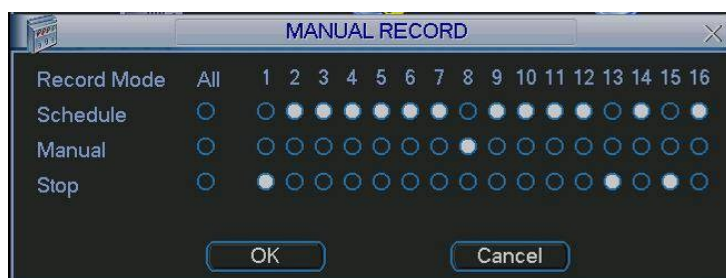 MANUAL RECORD
Record Mode All 1 2 3 4 5 6 7 8 9 10 11 12 13 14 15 16
Schedule
Manual
Stop
OK Cancel